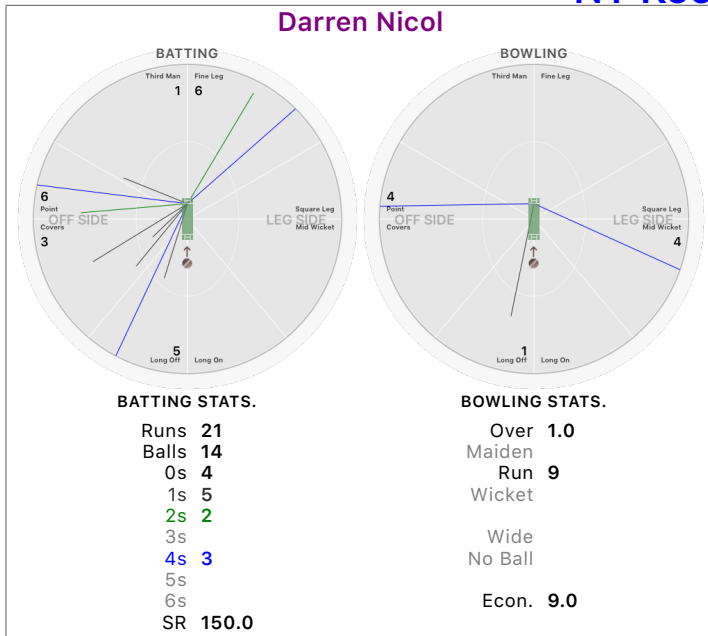 Darren Nicol
BATTING
BOWLING
Third Man
Fine Leg
1
6
6
Point
OFF SIDE
Covers
3
LEG SIDE
Square Leg
Mid Wicket
5
Long Off
Long On
Third Man
Fine Leg
4
Point
OFF SIDE
Covers
LEG SIDE
Square Leg
Mid Wicket
4
1
Long Off
Long On
BATTING STATS.
Runs 21
Balls 14
0s 4
1s 5
2s 2
3s
4s 3
5s
6s
SR 150.0
BOWLING STATS.
Over 1.0
Maiden
Run 9
Wicket
Wide
No Ball
Econ. 9.0